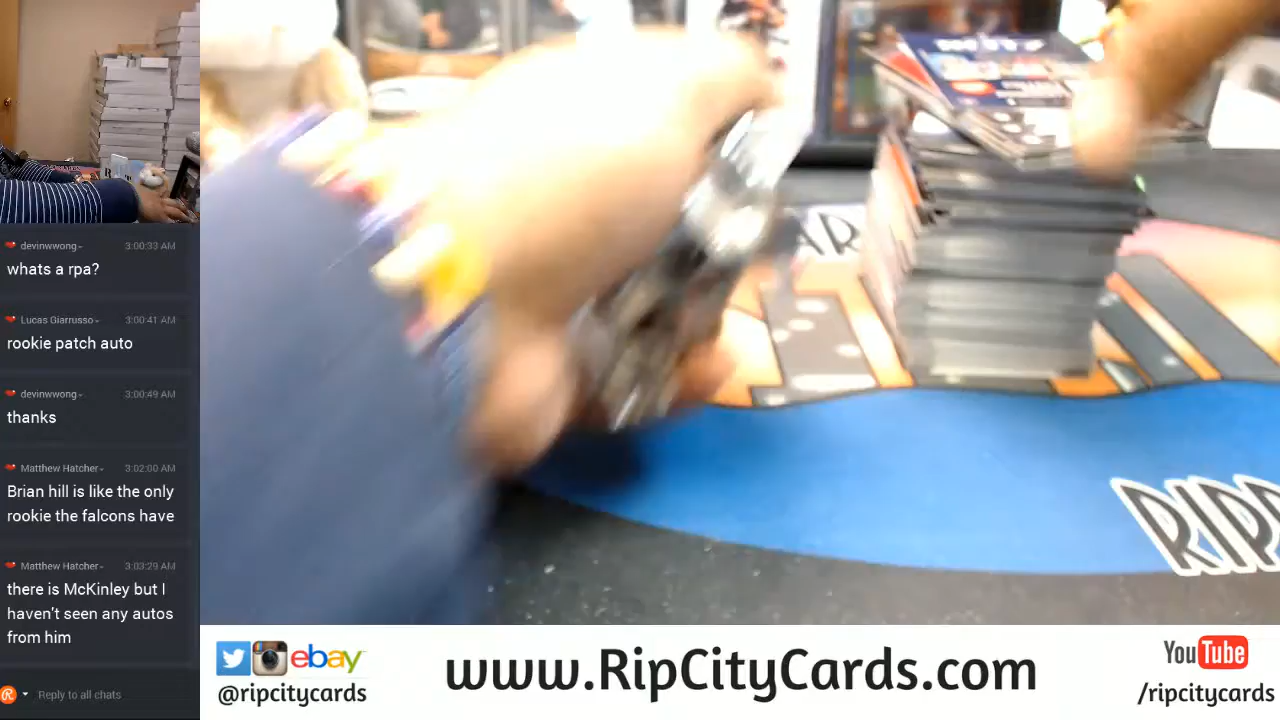 devinwwong
3:00:33 AM
whats a rpa?
Lucas Giarrusso
3:00:41 AM
rookie patch auto
devinwwong
3:00:49 AM
thanks
Matthew Hatcher
3:02:00 AM
Brian hill is like the only
rookie the falcons have
Matthew Hatcher
3:03:29 AM
there is McKinley but I
haven't seen any autos
from him
Reply to all chats
RIP
ebay
@ripcitycards
www.RipCityCards.com
YouTube
/ripcitycards